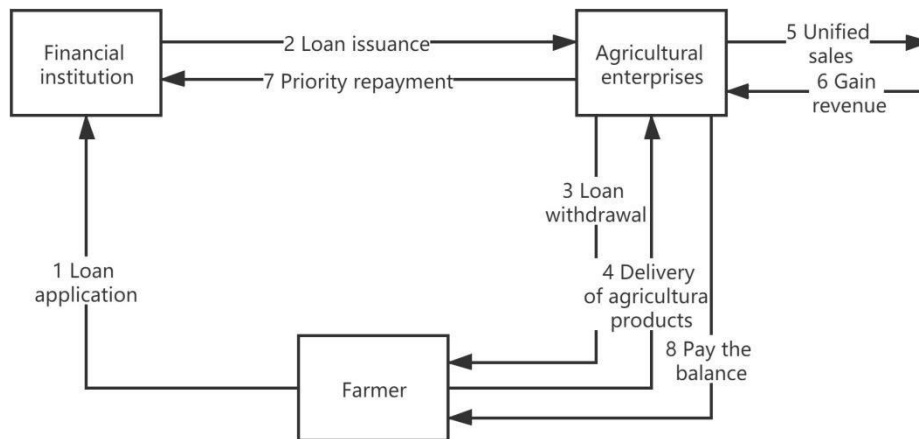 Financial
institution
2 Loan issuance
7 Priority repayment
Agricultural
enterprises
5 Unified
sales
6 Gain
revenue
3 Loan
withdrawal
1 Loan
application
4 Delivery
of agricultura
products
8 Pay the
balance
Farmer